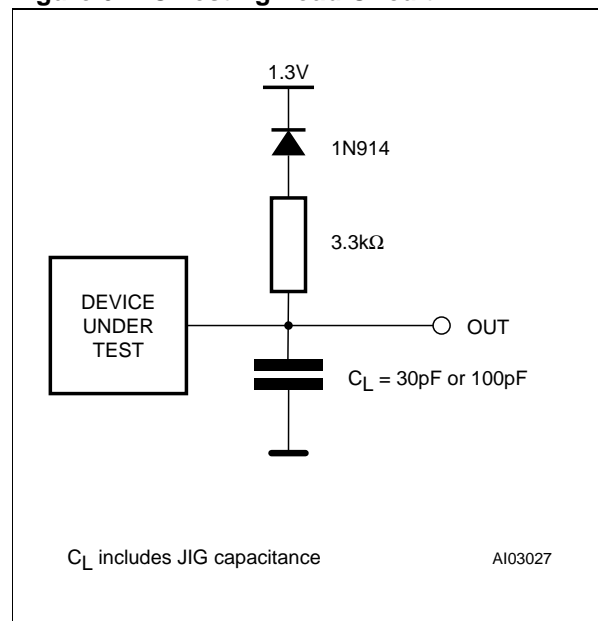 1.3V
1N914
3.3kΩ
DEVICE
UNDER
TEST
OUT
CL = 30pF or 100pF
CL includes JIG capacitance
AI03027